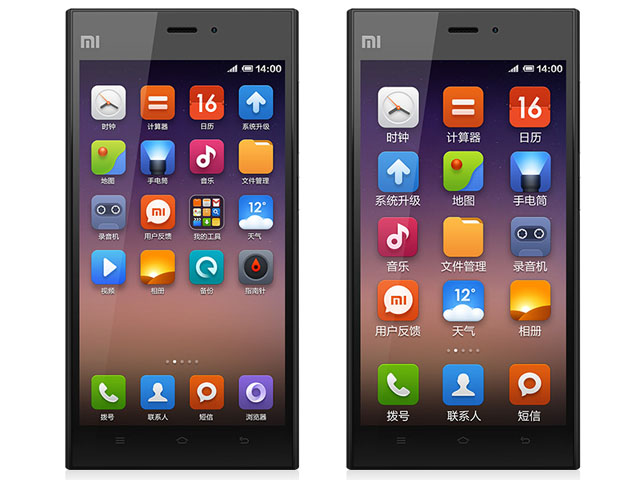 mi
14:00
16
时钟
计算器
日历
系统升级
地图
手电筒
音乐
文件管理
mi
12°
录音机
用户反馈
我的工具
天气
视频
相册
备份
指南针
拨号
联系人
短信
浏览器
mi
14:00
16
时钟
计算器
日历
系统升级
地图
手电筒
音乐
文件管理
录音机
mi
12°
用户反馈
天气
相册
拨号
联系人
短信